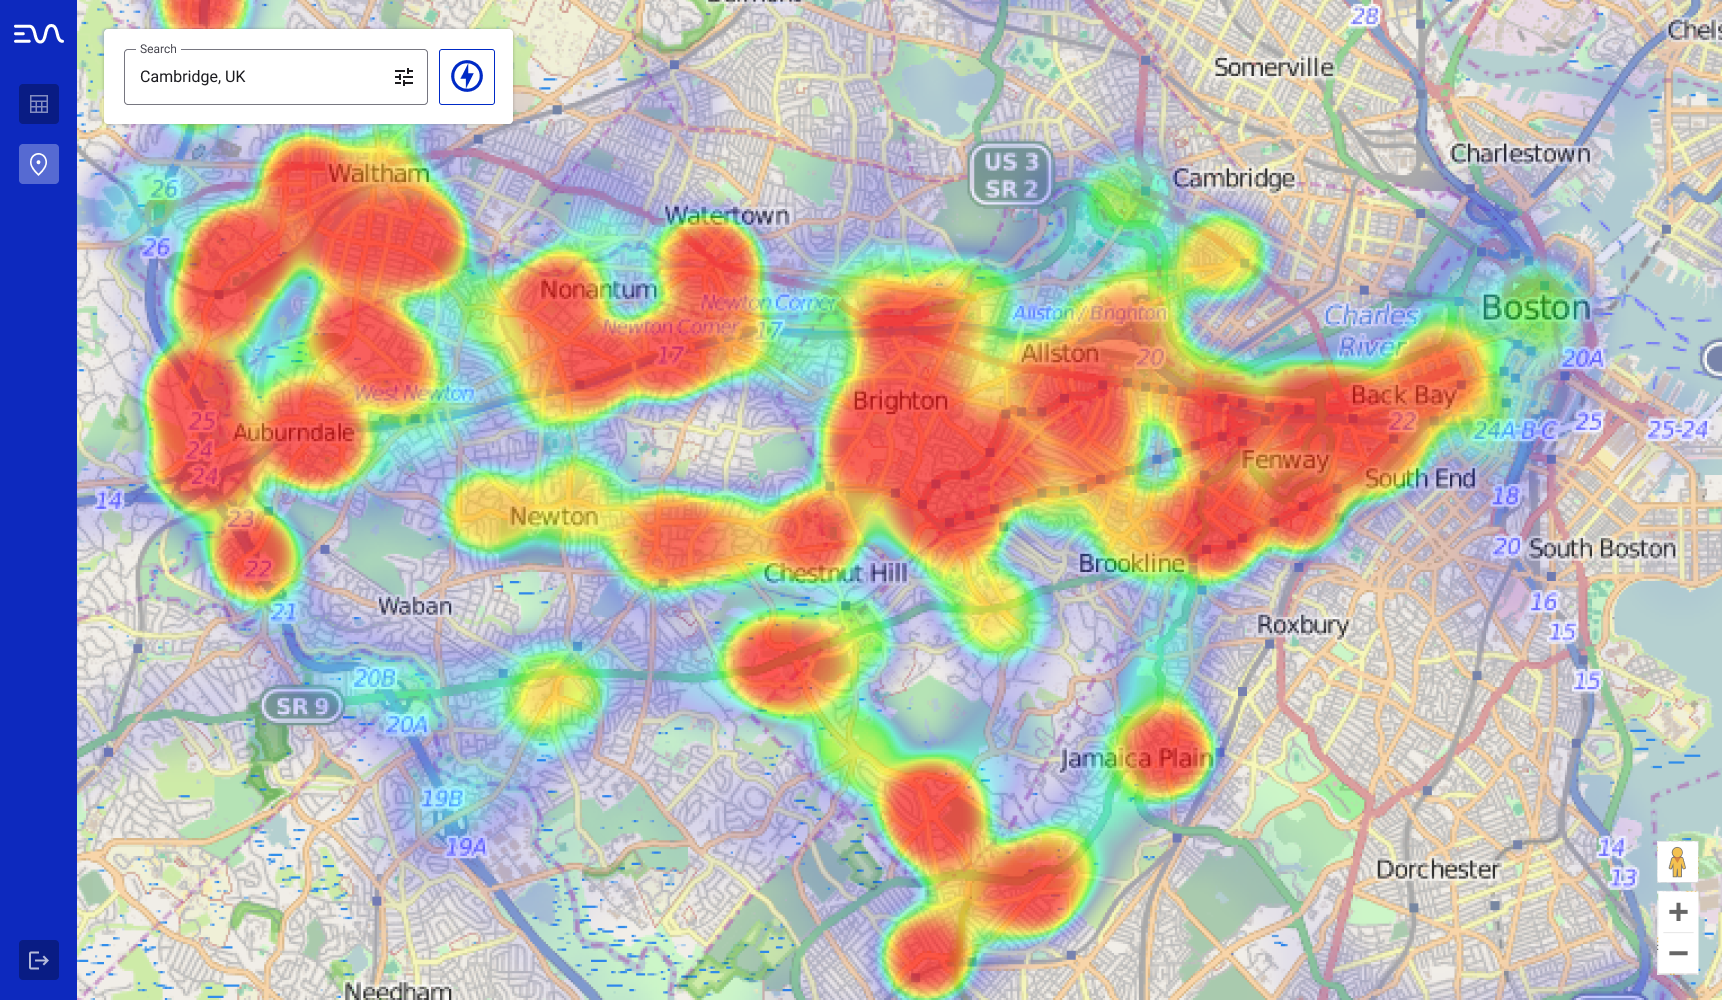 Search
Cambridge, UK
28
Somerville
Charlestown
US 3
SR 2
Cambridge
Waltham
26
Watertown
26
Nonantum
Newton Corner
Newton Corner
17
17
Allston / Brighton
Charles
River
Boston
Allston
20
20A
West Newton
Brighton
Back Bay
22
25
Auburndale
24
24
24A-B-C
25
25-24
Fenway
South End
14
18
23
Newton
20
South Boston
22
Chestnut Hill
Brookline
21
Waban
16
Roxbury
15
20B
15
SR 9
20A
Jamaica Plain
19B
19A
14
13
Dorchester
Needham